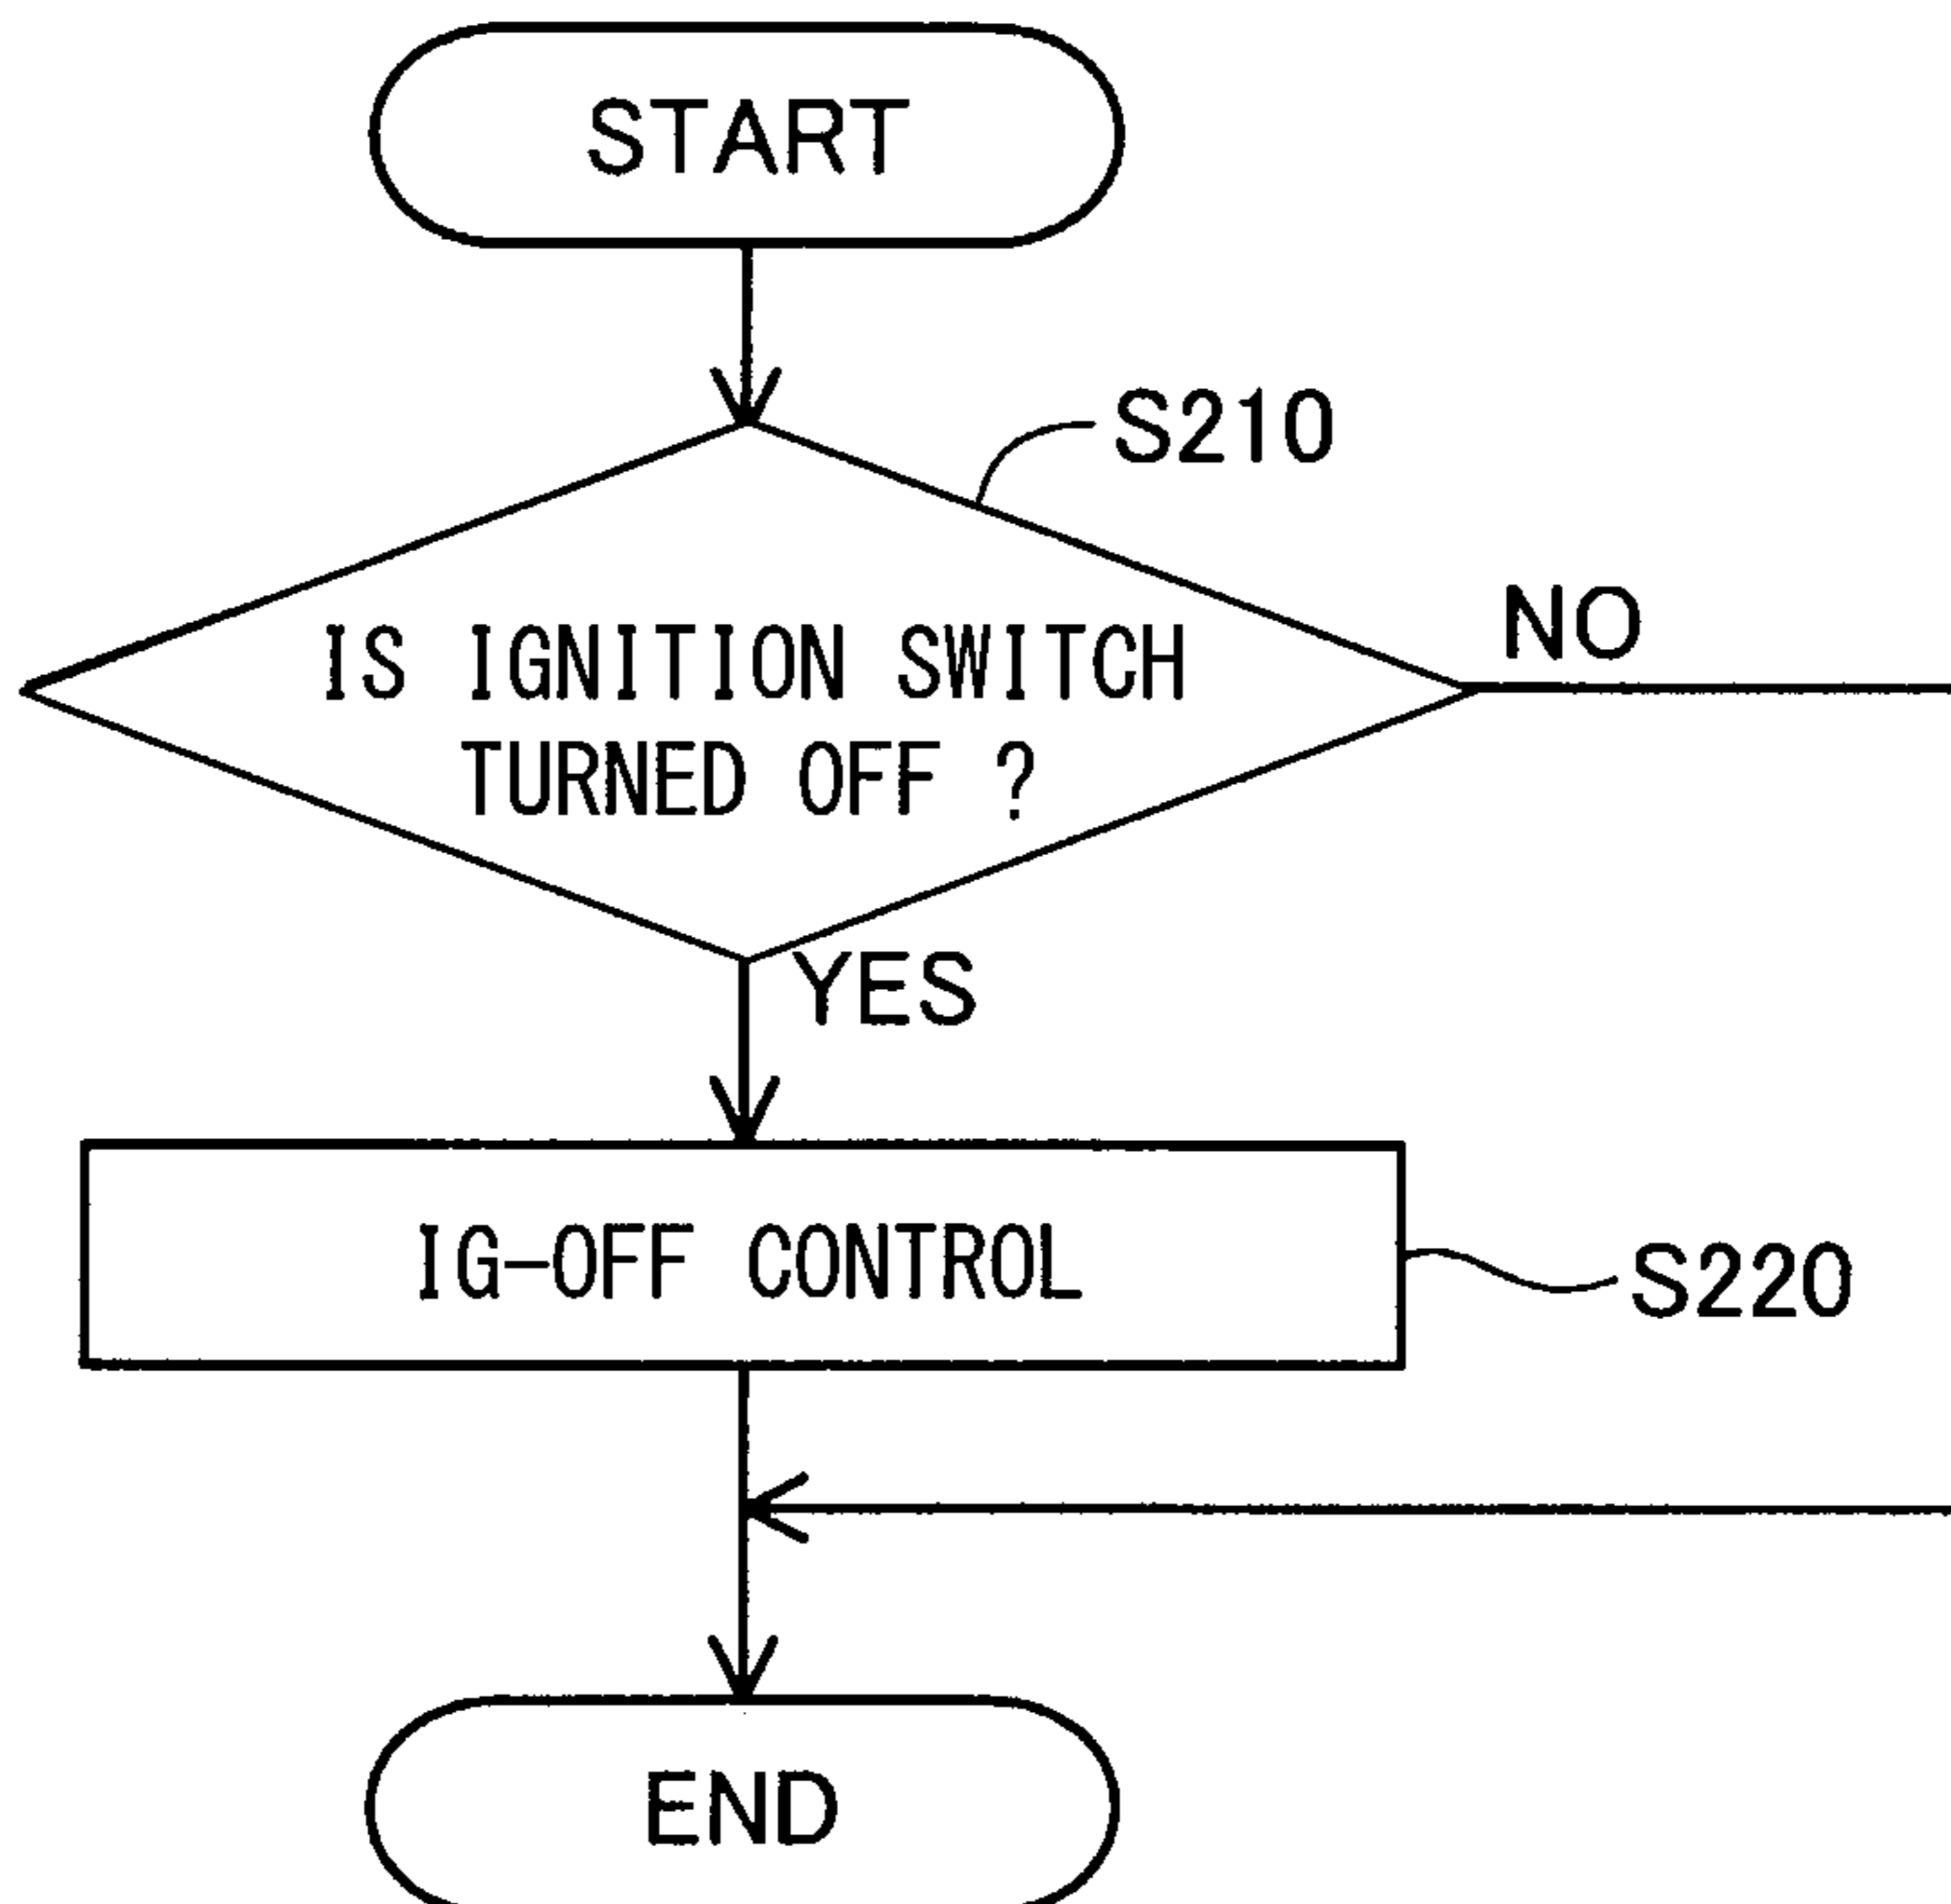 START
S210
IS IGNITION SWITCH
TURNED OFF ?
NO
YES
IG-OFF CONTROL
S220
END